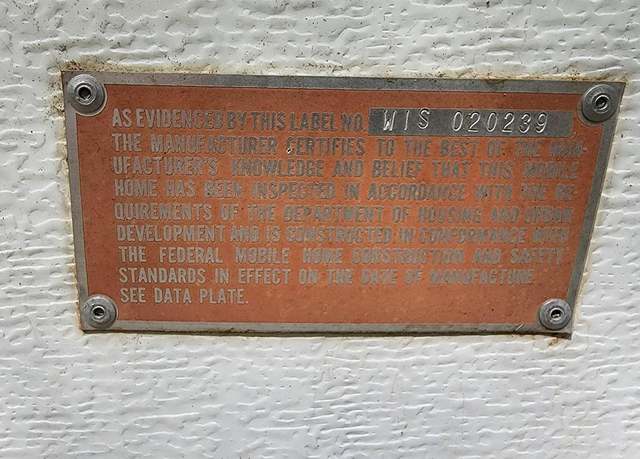 AS EVIDENCED BY THIS LABEL NO. WIS 020239
THE MANUFACTURER CERTIFIES TO THE BEST OF THE MAN-
UFACTURER'S KNOWLEDGE AND BELIEF THAT THIS MOBILE
HOME HAS BEEN INSPECTED IN ACCORDANCE WITH THE RE-
QUIREMENTS OF THE DEPARTMENT OF HOUSING AND URBAN
DEVELOPMENT AND IS CONSTRUCTED IN CONFORMANCE WITH
THE FEDERAL MOBILE HOME CONSTRUCTION AND SAFETY
STANDARDS IN EFFECT ON THE DATE OF MANUFACTURE.
SEE DATA PLATE.